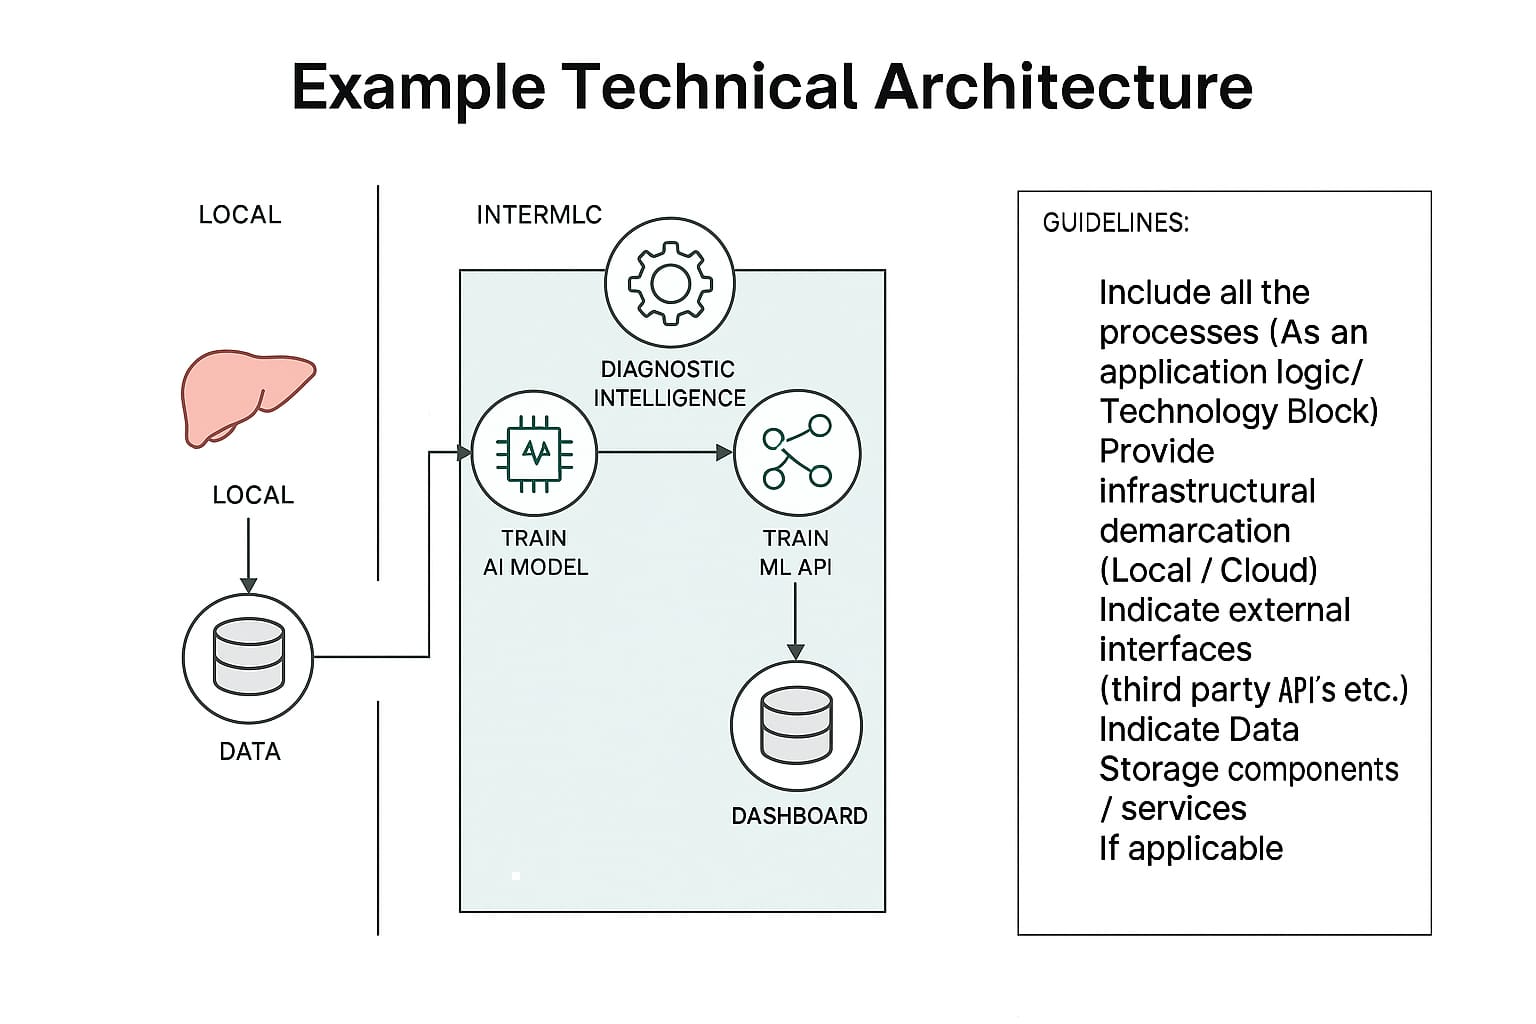 Example Technical Architecture
LOCAL
LOCAL
DATA
INTERMLC
DIAGNOSTIC
INTELLIGENCE
TRAIN
AI MODEL
TRAIN
ML API
DASHBOARD
GUIDELINES:
Include all the
processes (As an
application logic/
Technology Block)
Provide
infrastructural
demarcation
(Local / Cloud)
Indicate external
interfaces
(third party API's etc.)
Indicate Data
Storage components
/ services
If applicable